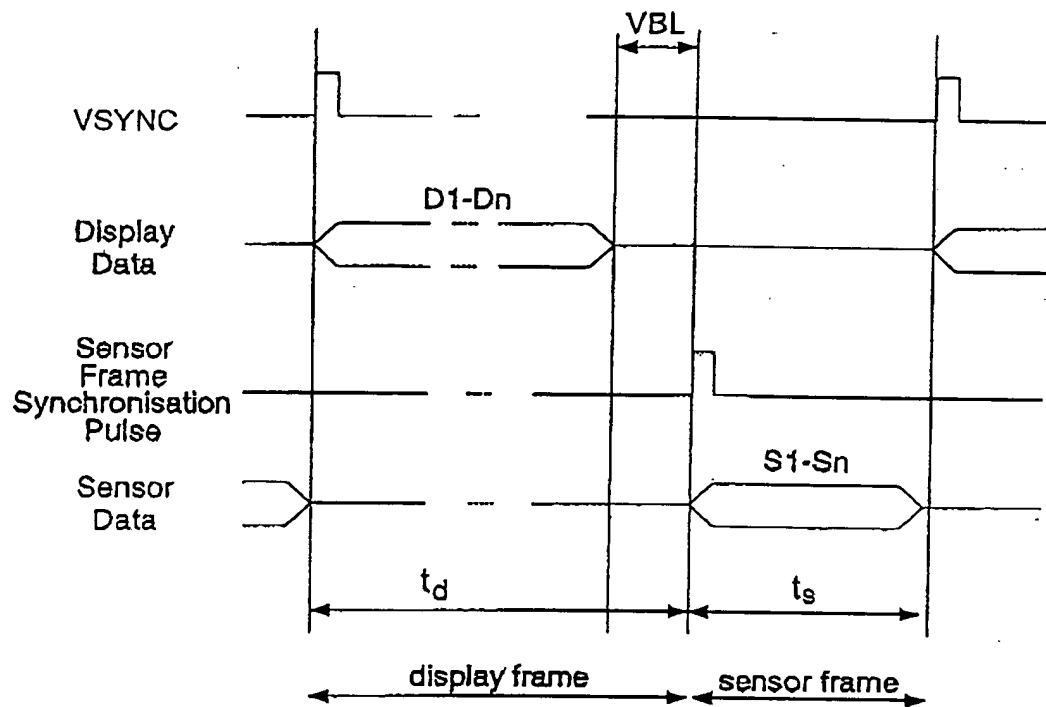 VBL
VSYNC
D1-Dn
Display
Data
Sensor
Frame
Synchronisation
Pulse
S1-Sn
Sensor
Data
td
ts
display frame
sensor frame